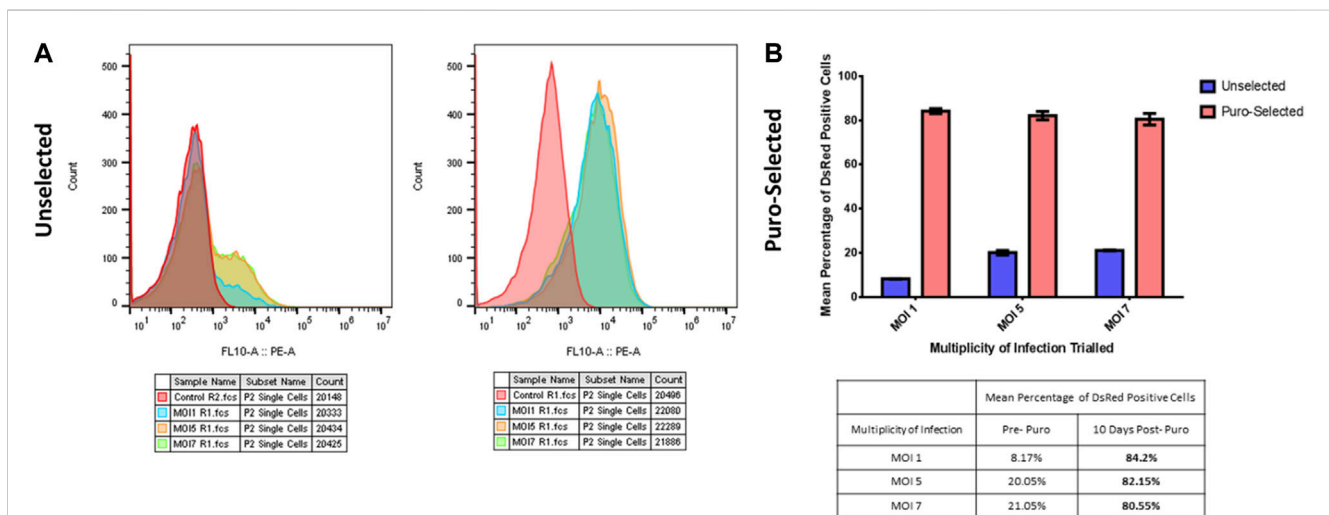 A
Unselected
500
400
300
200
100
0
Count
10^1 10^2 10^3 10^4 10^5 10^6 10^7
FL10-A :: PE-A
Sample Name Subset Name Count
Control R2.fcs P2 Single Cells 20148
MOI1 R1.fcs P2 Single Cells 20333
MOI5 R1.fcs P2 Single Cells 20434
MOI7 R1.fcs P2 Single Cells 20425
Puro-Selected
500
400
300
200
100
0
Count
10^1 10^2 10^3 10^4 10^5 10^6 10^7
FL10-A :: PE-A
Sample Name Subset Name Count
Control R1.fcs P2 Single Cells 20496
MOI1 R1.fcs P2 Single Cells 22080
MOI5 R1.fcs P2 Single Cells 22289
MOI7 R1.fcs P2 Single Cells 21886
B
Mean Percentage of DsRed Positive Cells
100
80
60
40
20
0
MOI 1 MOI 5 MOI 7
Multiplicity of Infection Trialled
Unselected
Puro-Selected
Mean Percentage of DsRed Positive Cells
Multiplicity of Infection Pre- Puro 10 Days Post- Puro
MOI 1 8.17% 84.2%
MOI 5 20.05% 82.15%
MOI 7 21.05% 80.55%